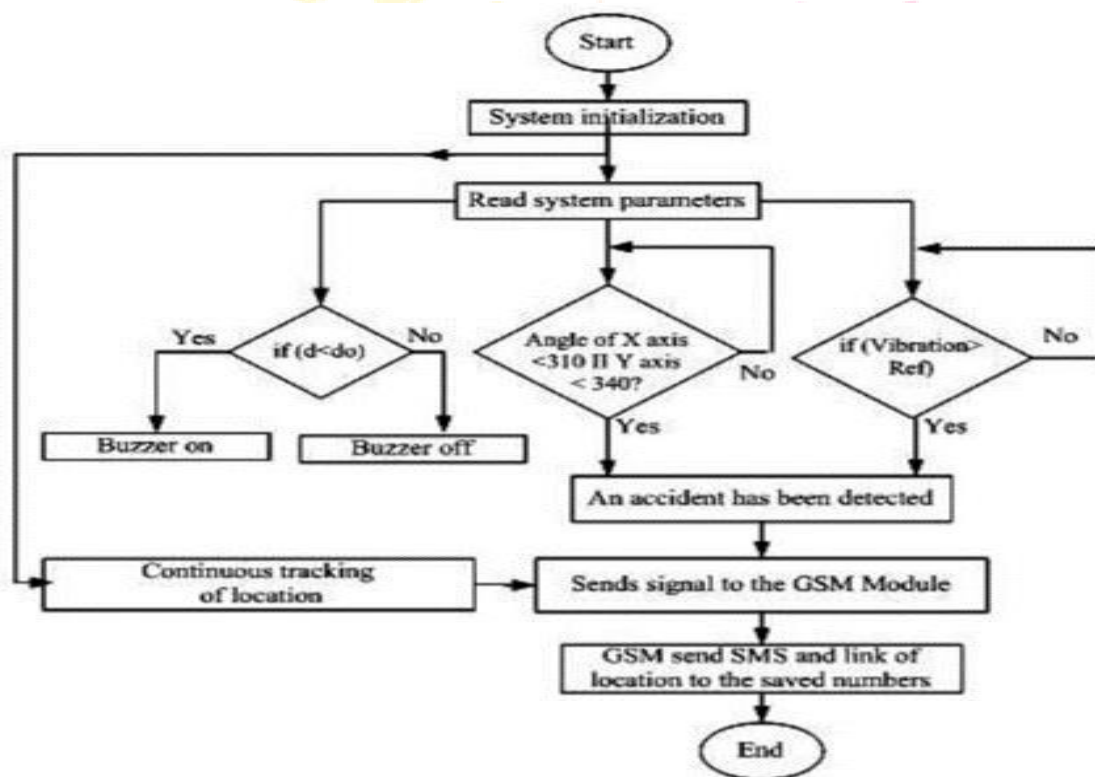 Start
System initialization
Read system parameters
Yes
if (d<do)
No
Angle of X axis
<310 II Y axis
< 340?
No
if (Vibration>
Ref)
No
Buzzer on
Buzzer off
Yes
Yes
An accident has been detected
Continuous tracking
of location
Sends signal to the GSM Module
GSM send SMS and link of
location to the saved numbers
End